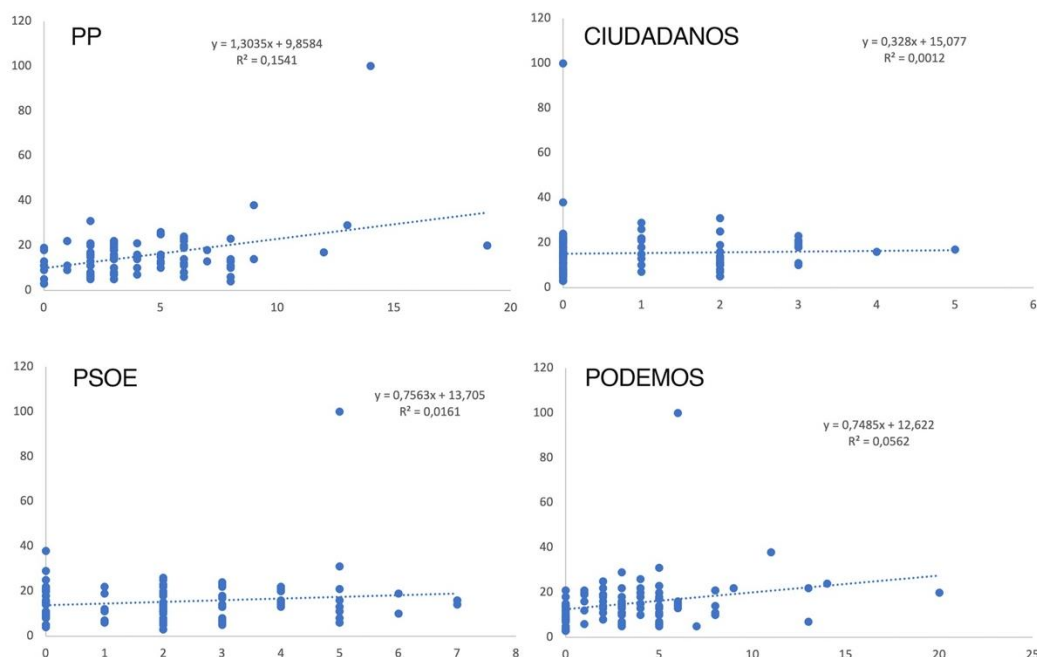 PP
y = 1,3035x + 9,8584
R² = 0,1541
120
100
80
60
40
20
0
0 5 10 15 20
CIUDADANOS
y = 0,328x + 15,077
R² = 0,0012
120
100
80
60
40
20
0
0 1 2 3 4 5 6
PSOE
y = 0,7563x + 13,705
R² = 0,0161
120
100
80
60
40
20
0
0 1 2 3 4 5 6 7 8
PODEMOS
y = 0,7485x + 12,622
R² = 0,0562
120
100
80
60
40
20
0
0 5 10 15 20 25